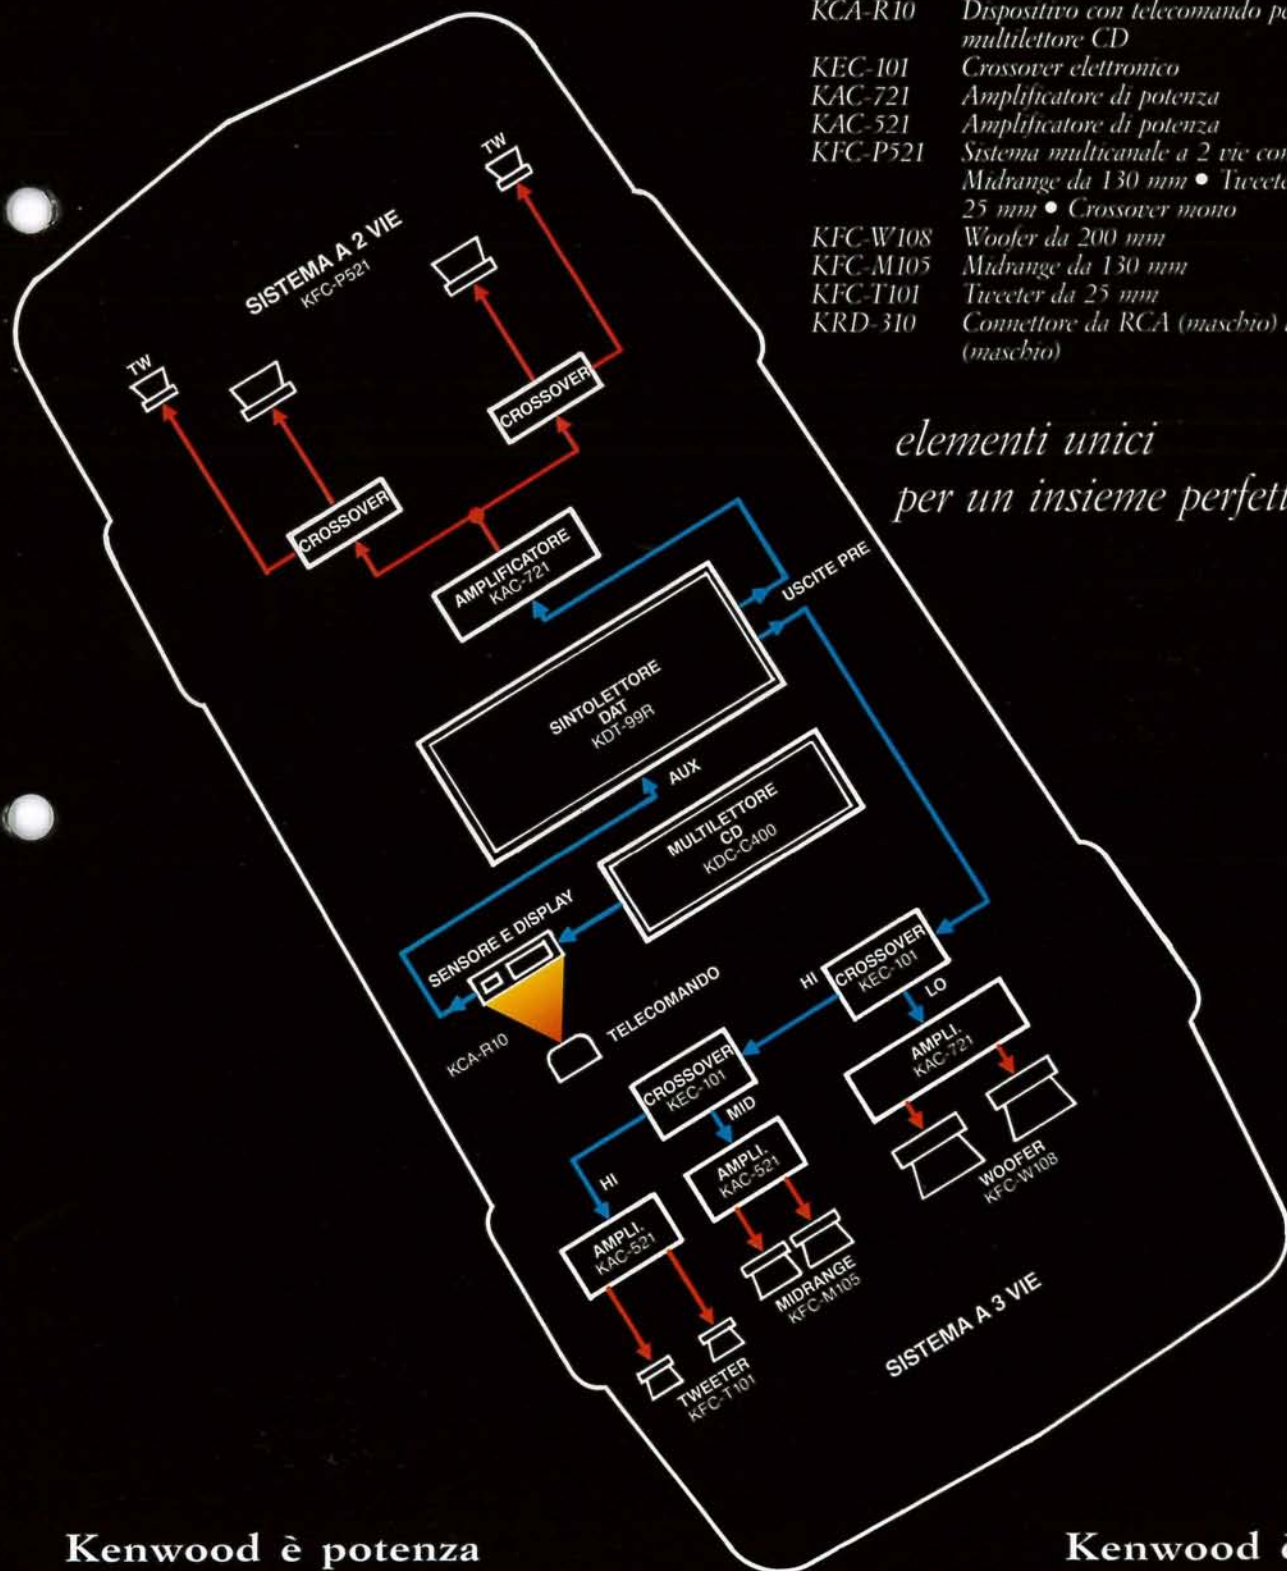 KCA-R10 Dispositivo con telecomando
multilettore CD
KEC-101 Crossover elettronico
KAC-721 Amplificatore di potenza
KAC-521 Amplificatore di potenza
KFC-P521 Sistema multicanale a 2 vie con
Midrange da 130 mm ● 
25 mm ● Crossover mono
KFC-W108 Woofer da 200 mm
KFC-M105 Midrange da 130 mm
KFC-T101 Tweeter da 25 mm
KRD-310 Connettore da RCA (maschio)
(maschio)
elementi unici
per un insieme
TW
SISTEMA A 2 VIE
KFC-P521
TW
CROSSOVER
CROSSOVER
AMPLIFICATORE
KAC-721
USCITE PRE
SINTOLETTORE
DAT
KDT-99R
AUX
MULTILETTORE
CD
KDC-C400
SENSORE E DISPLAY
KCA-R10
TELECOMANDO
CROSSOVER
KEC-101
HI
LO
AMPLI.
KAC-721
WOOFER
KFC-W108
CROSSOVER
KEC-101
MID
HI
AMPLI.
KAC-521
MIDRANGE
KFC-M105
AMPLI.
KAC-521
TWEETER
KFC-T101
SISTEMA A 3 VIE
Kenwood è potenza
Kenwood